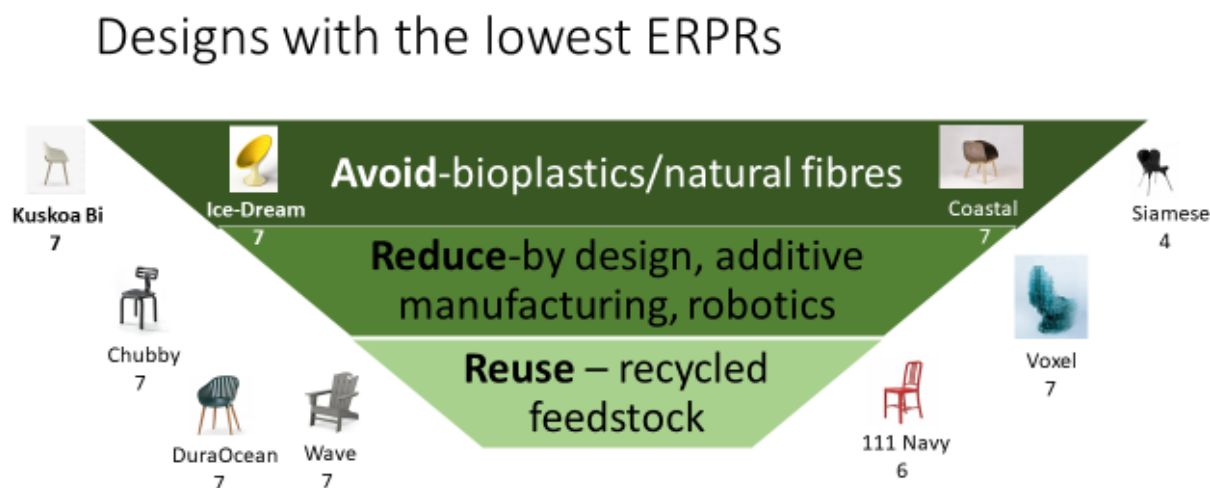 Designs with the lowest ERPRs
Avoid-bioplastics/natural fibres
Kuskoa Bi
7
Ice-Dream
7
Coastal
7
Siamese
4
Reduce-by design, additive
manufacturing, robotics
Chubby
7
Voxel
7
Reuse – recycled
feedstock
DuraOcean
7
Wave
7
111 Navy
6